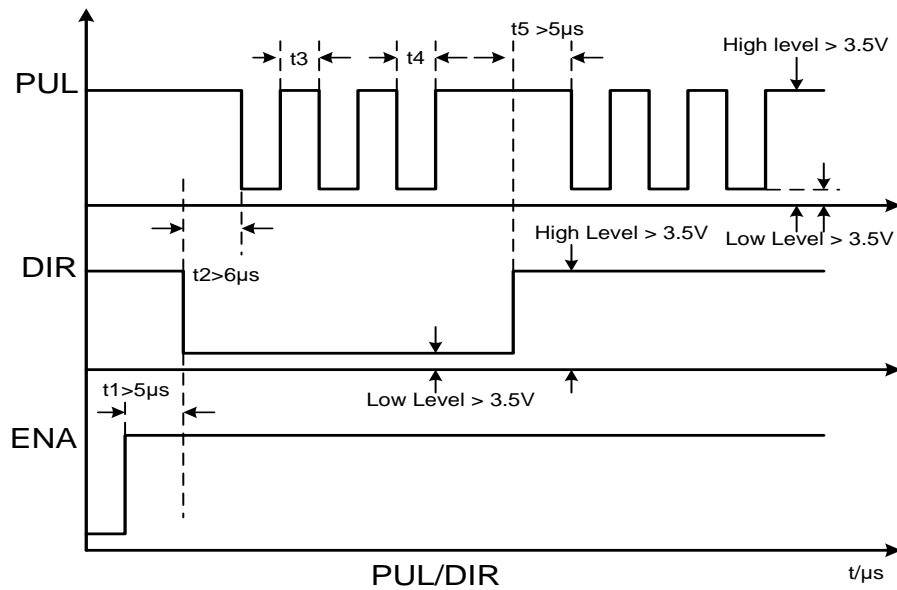 t3
t4
t5 >5µs
High level > 3.5V
PUL
High Level > 3.5V
Low Level > 3.5V
DIR
t2>6µs
t1>5µs
Low Level > 3.5V
ENA
PUL/DIR
t/µs